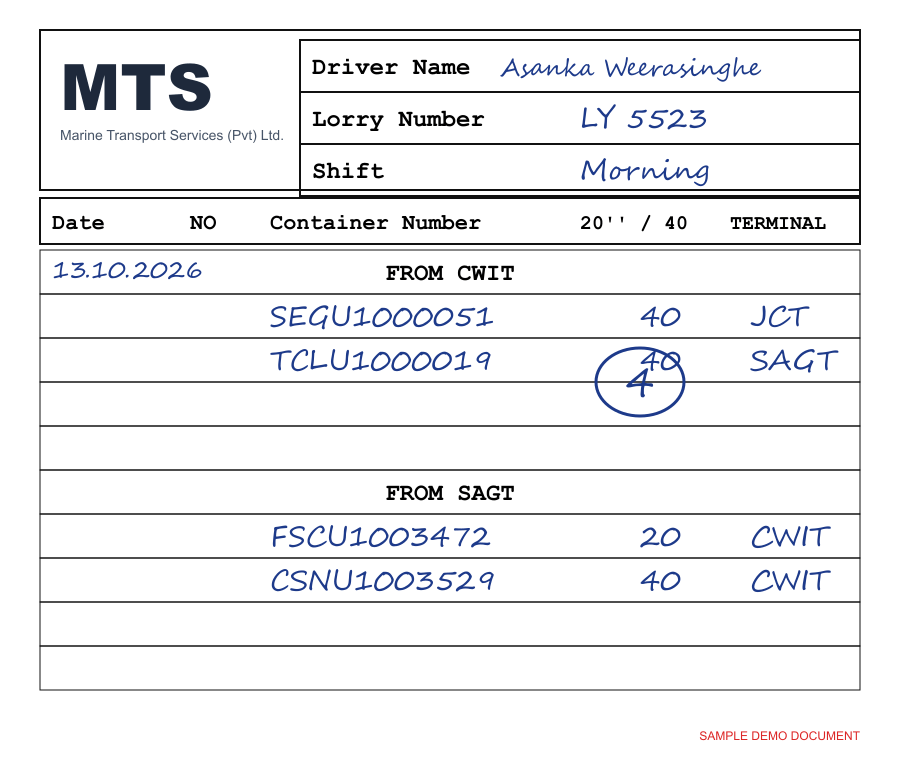 MTS
Marine Transport Services (Pvt) Ltd.
Driver Name Asanka Weerasinghe
Lorry Number LY 5523
Shift Morning
Date NO Container Number 20'' / 40 TERMINAL
13.10.2026 FROM CWIT
SEGU1000051 40 JCT
TCLU1000019 40 SAGT
4
FROM SAGT
FSCU1003472 20 CWIT
CSNU1003529 40 CWIT
SAMPLE DEMO DOCUMENT